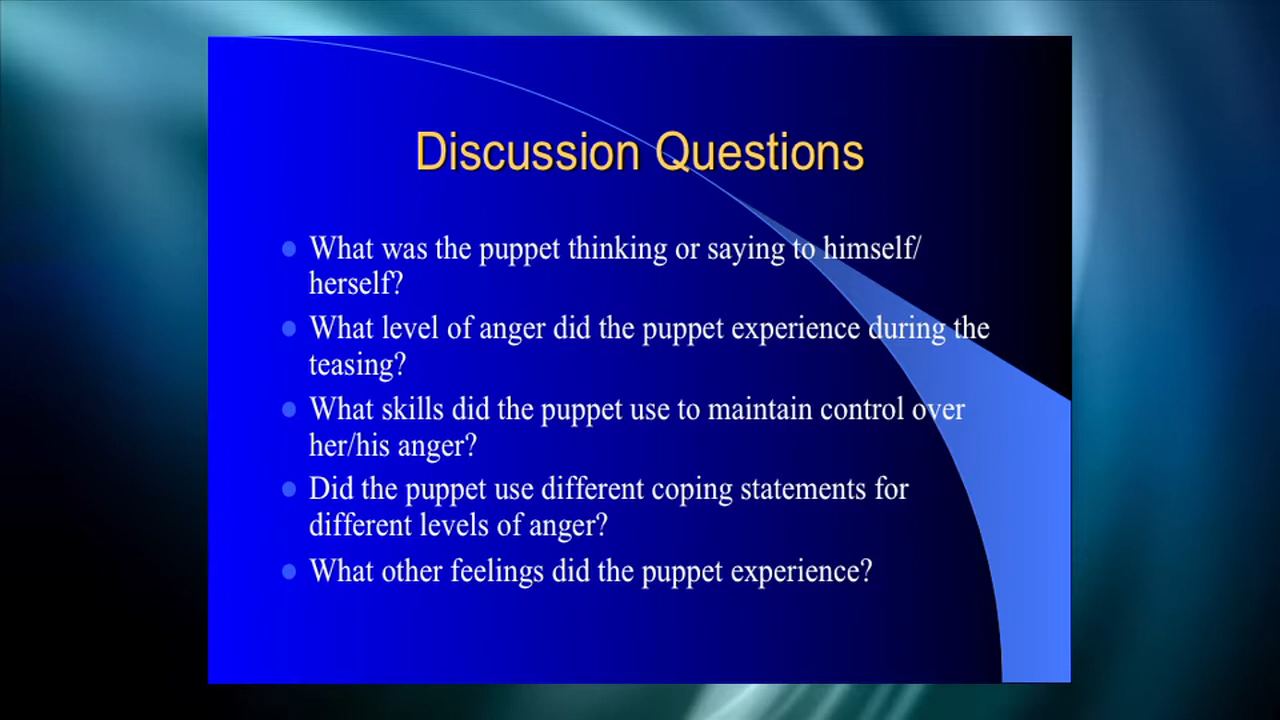 Discussion Questions
What was the puppet thinking or saying to himself/
herself?
What level of anger did the puppet experience during the
teasing?
What skills did the puppet use to maintain control over
her/his anger?
Did the puppet use different coping statements for
different levels of anger?
What other feelings did the puppet experience?